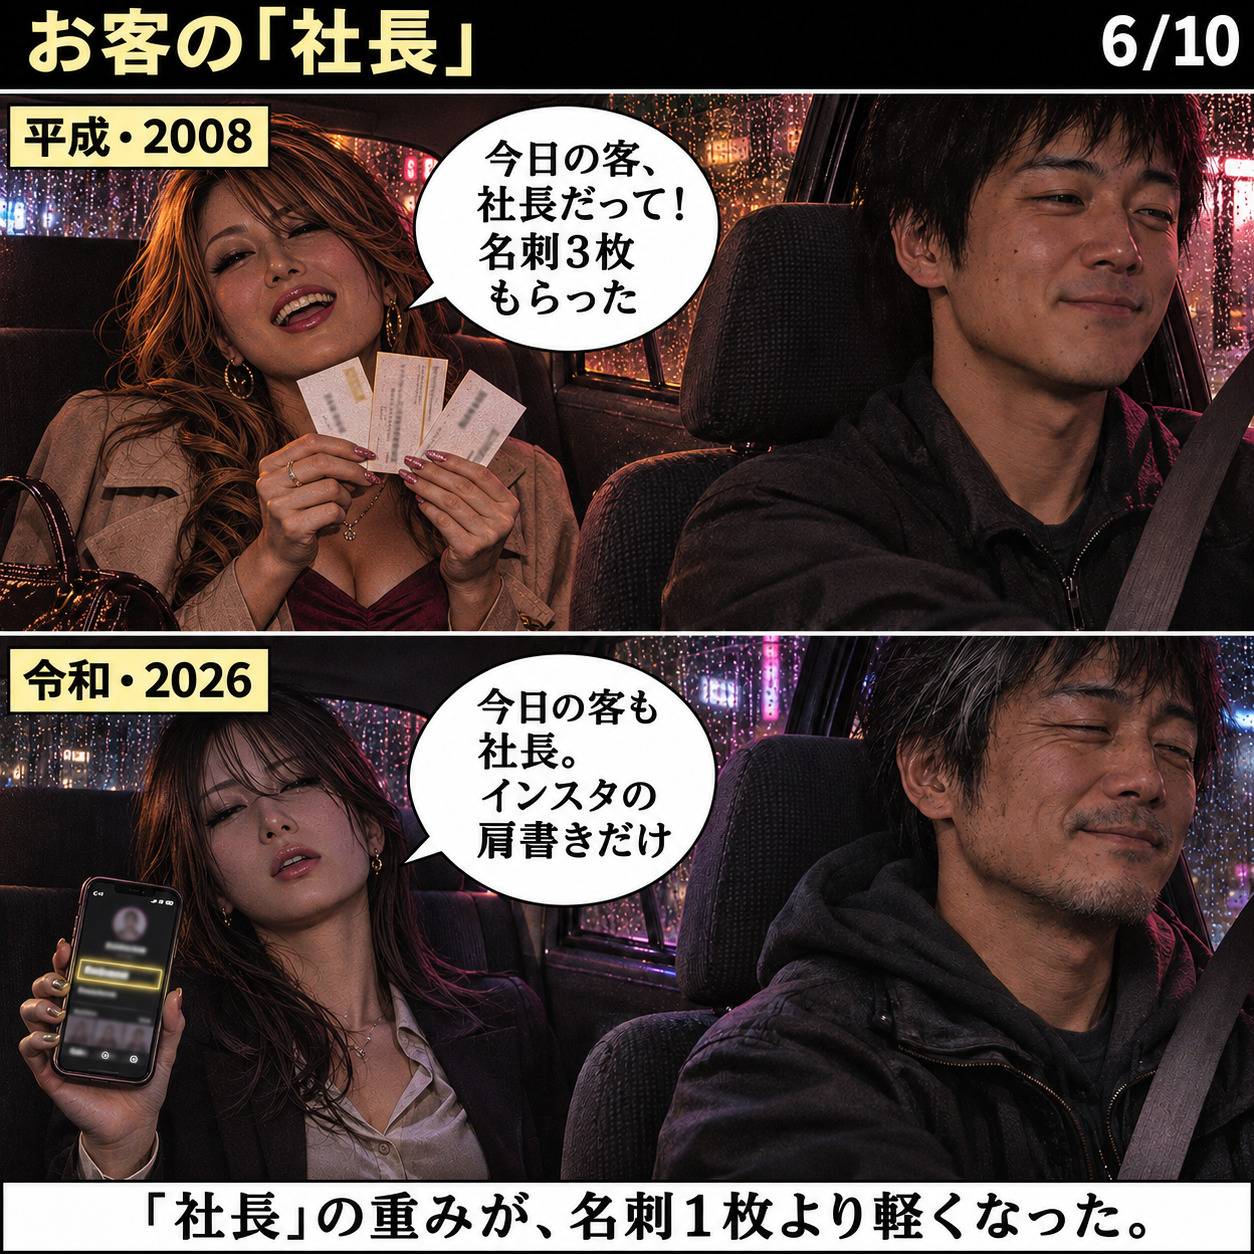 お客の「社長」
6/10
平成・2008
今日の客、
社長だって！
名刺３枚
もらった
令和・2026
今日の客も
社長。
インスタの
肩書きだけ
「社長」の重みが、名刺１枚より軽くなった。